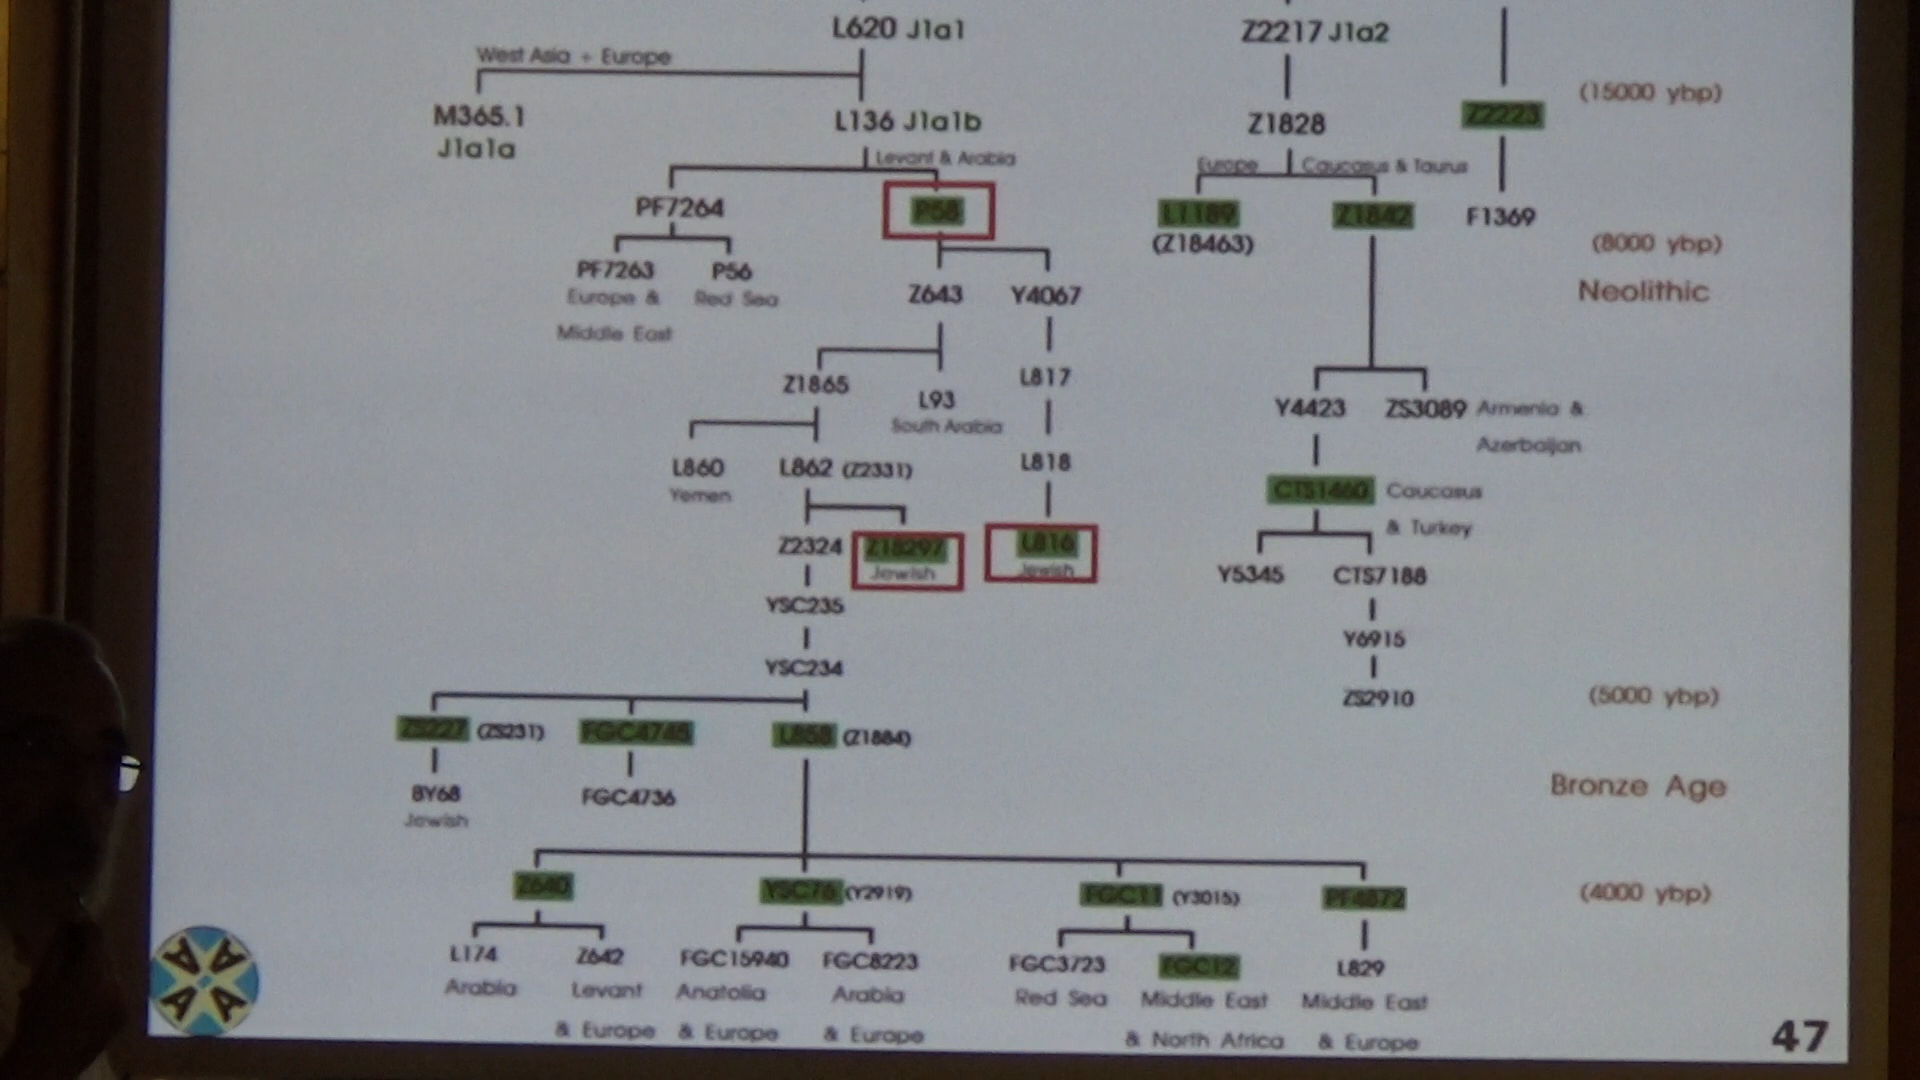 L620 J1a1
Z2217 J1a2
West Asia + Europe
(15000 ybp)
M365.1
J1a1a
L136 J1a1b
Z1828
Z2223
Levant & Arabia
Europe
Caucasus & Taurus
PF7264
P58
L1189
(Z18463)
Z1842
F1369
(8000 ybp)
PF7263
Europe &
Middle East
P56
Red Sea
Z643
Y4067
Neolithic
Z1865
L93
South Arabia
L817
Y4423
ZS3089 Armenia &
Azerbaijan
L860
Yemen
L862 (Z2331)
L818
CTS1460 Caucasus
& Turkey
Z2324
Z18297
Jewish
L816
Jewish
Y5345
CTS7188
YSC235
Y6915
YSC234
ZS2910
(5000 ybp)
ZS227 (ZS231)
FGC4745
L858 (Z1884)
BY68
Jewish
FGC4736
Bronze Age
Z640
YSC76 (Y2919)
FGC11 (Y3015)
PF4872
(4000 ybp)
L174
Arabia
Z642
Levant
& Europe
FGC15940
Anatolia
& Europe
FGC8223
Arabia
& Europe
FGC3723
Red Sea
FGC12
Middle East
& North Africa
L829
Middle East
& Europe
A A A A
47